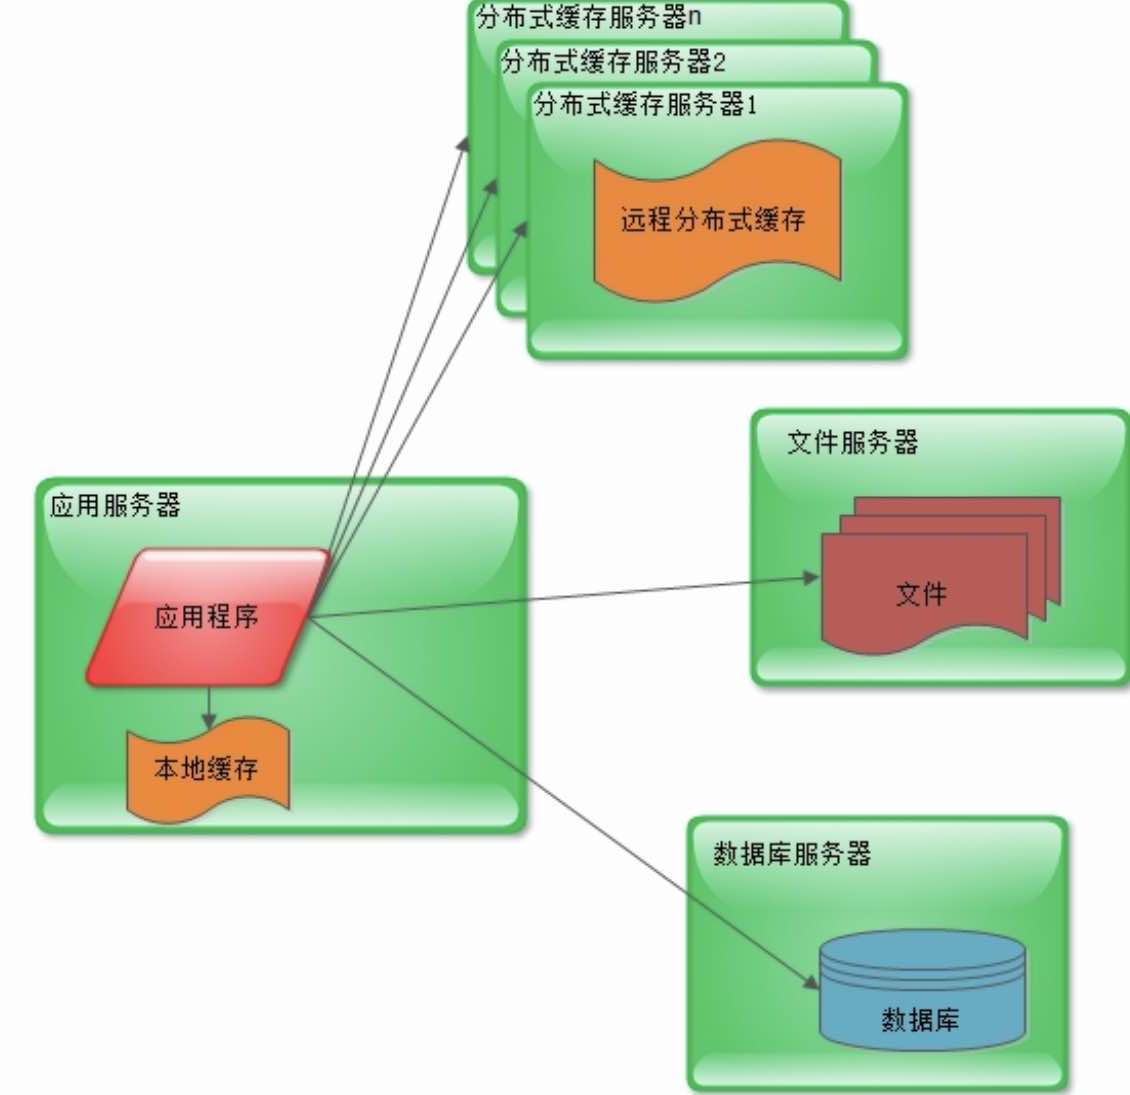 分布式缓存服务器n
分布式缓存服务器2
分布式缓存服务器1
远程分布式缓存
文件服务器
文件
应用服务器
应用程序
本地缓存
数据库服务器
数据库